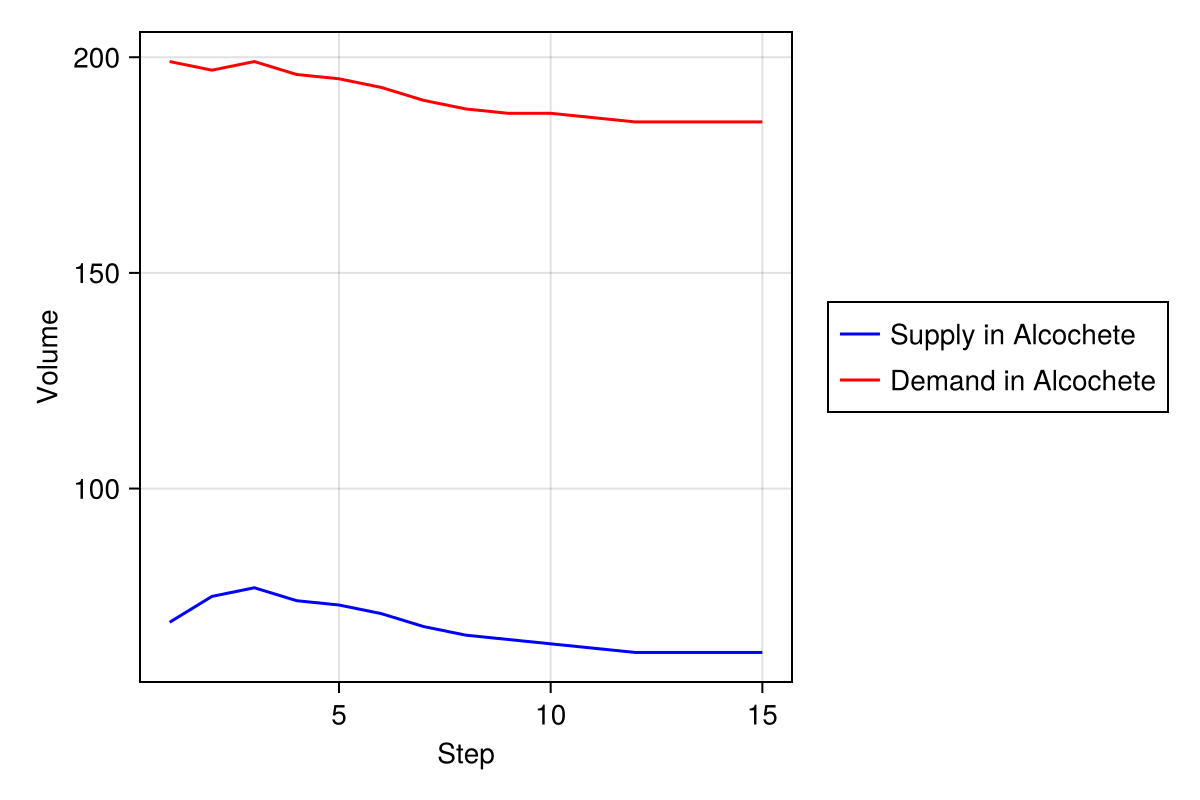 200
150
100
Volume
5 10 15
Step
Supply in Alcochete
Demand in Alcochete